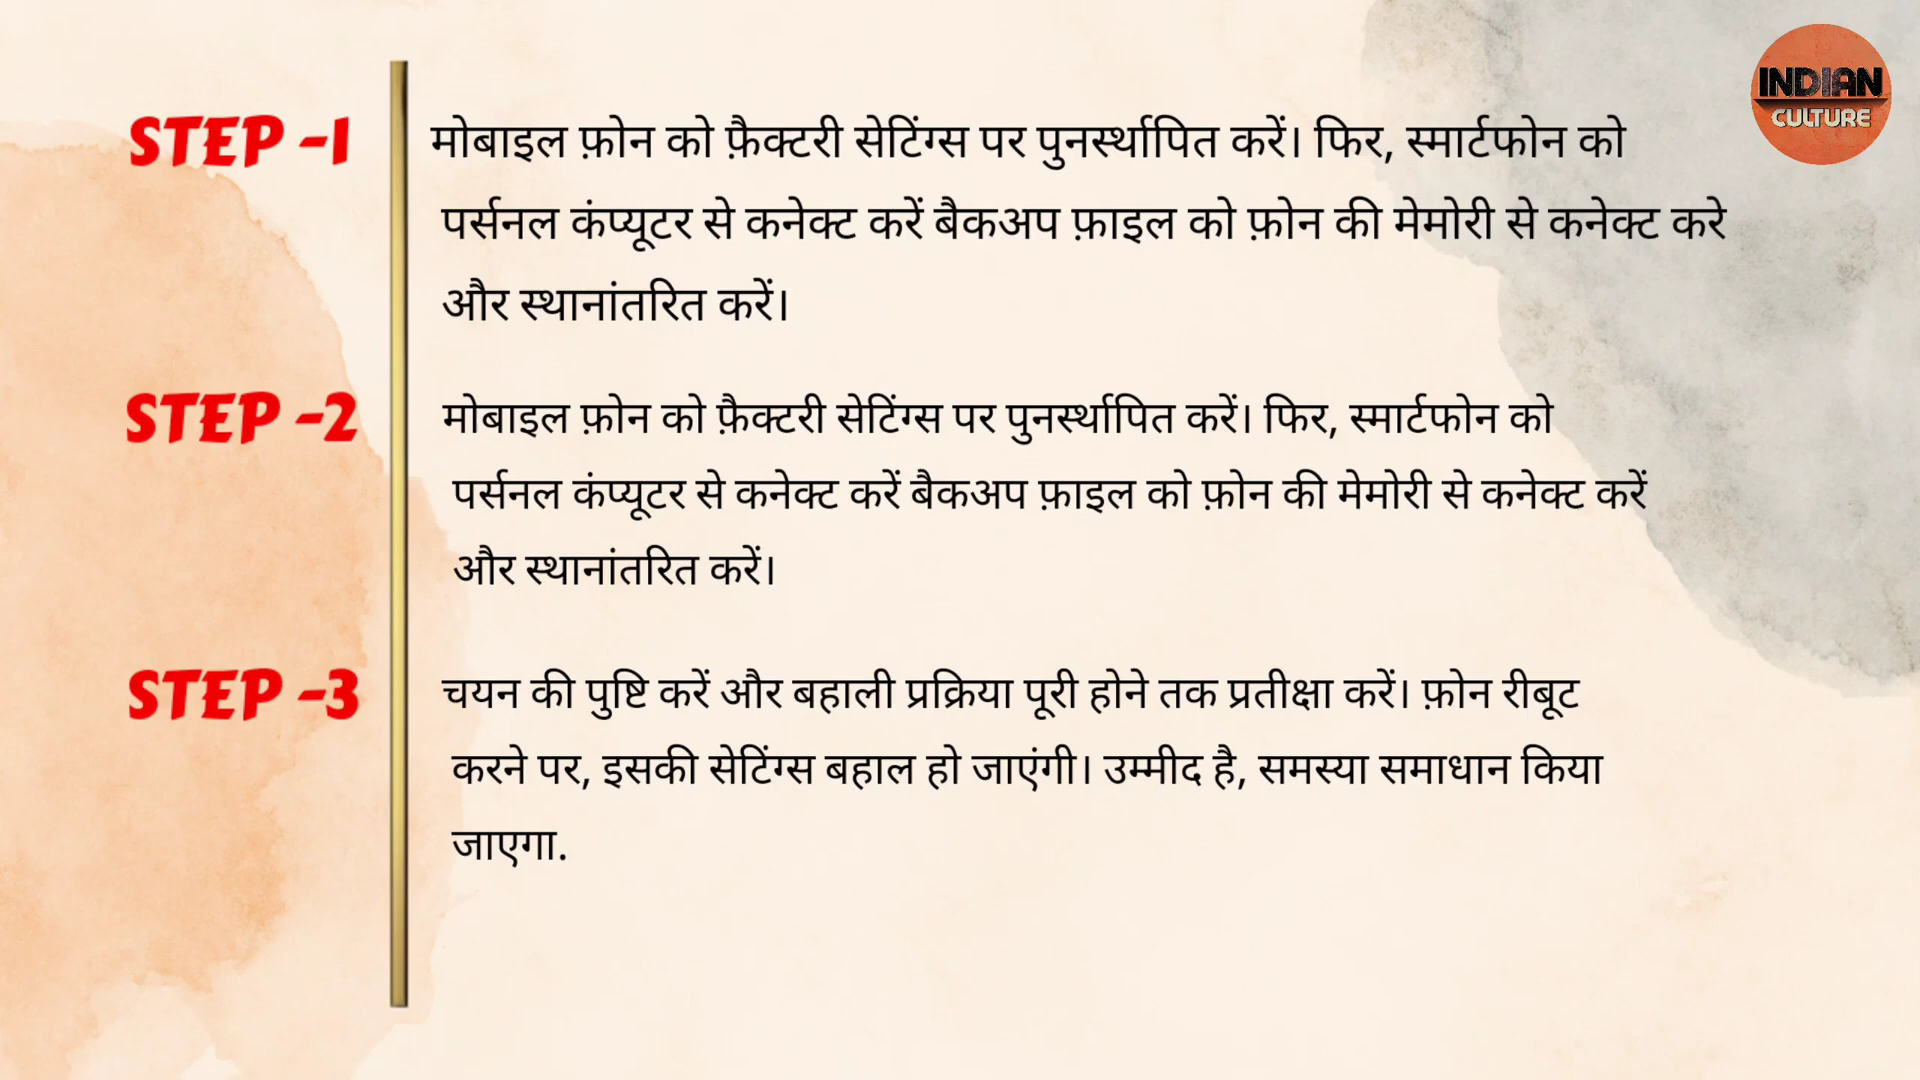 INDIAN
CULTURE
STEP -1
मोबाइल फ़ोन को फ़ैक्टरी सेटिंग्स पर पुनर्स्थापित करें। फिर, स्मार्टफोन को
पर्सनल कंप्यूटर से कनेक्ट करें बैकअप फ़ाइल को फ़ोन की मेमोरी से कनेक्ट करे
और स्थानांतरित करें।
STEP -2
मोबाइल फ़ोन को फ़ैक्टरी सेटिंग्स पर पुनर्स्थापित करें। फिर, स्मार्टफोन को
पर्सनल कंप्यूटर से कनेक्ट करें बैकअप फ़ाइल को फ़ोन की मेमोरी से कनेक्ट करें
और स्थानांतरित करें।
STEP -3
चयन की पुष्टि करें और बहाली प्रक्रिया पूरी होने तक प्रतीक्षा करें। फ़ोन रीबूट
करने पर, इसकी सेटिंग्स बहाल हो जाएंगी। उम्मीद है, समस्या समाधान किया
जाएगा.